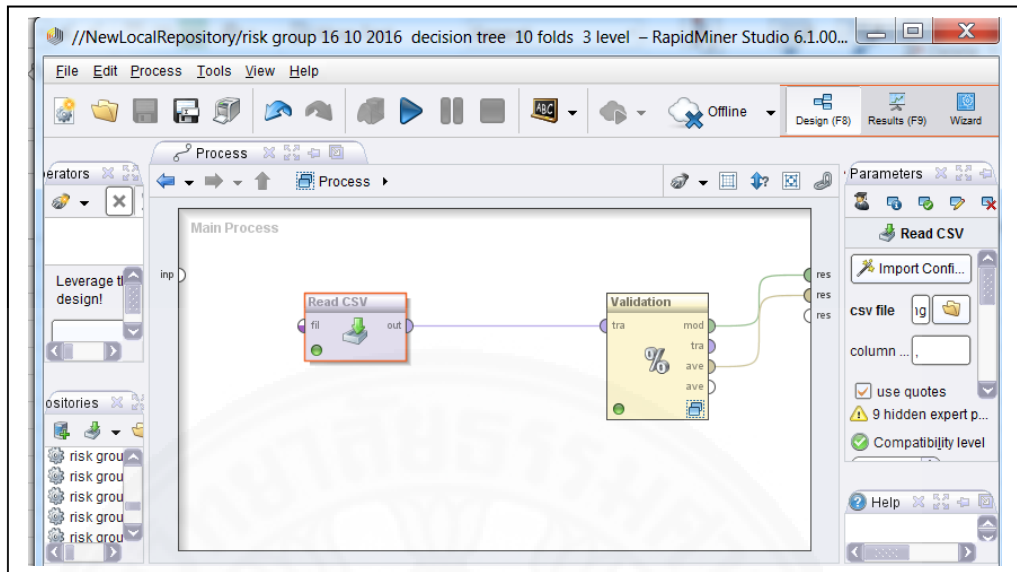 //NewLocalRepository/risk group 16 10 2016 decision tree 10 folds 3 level – RapidMiner Studio 6.1.00...
File Edit Process Tools View Help
ABC
Offline
Design (F8)
Results (F9)
Wizard
erators
Process
Parameters
Process
Read CSV
Main Process
Leverage t
design!
inp
res
res
res
Import Confi...
Read CSV
fil
out
Validation
tra
mod
tra
%
ave
ave
csv file
column ... ,
use quotes
9 hidden expert p...
Compatibility level
ositories
risk grou
risk grou
risk grou
risk grou
risk grou
Help